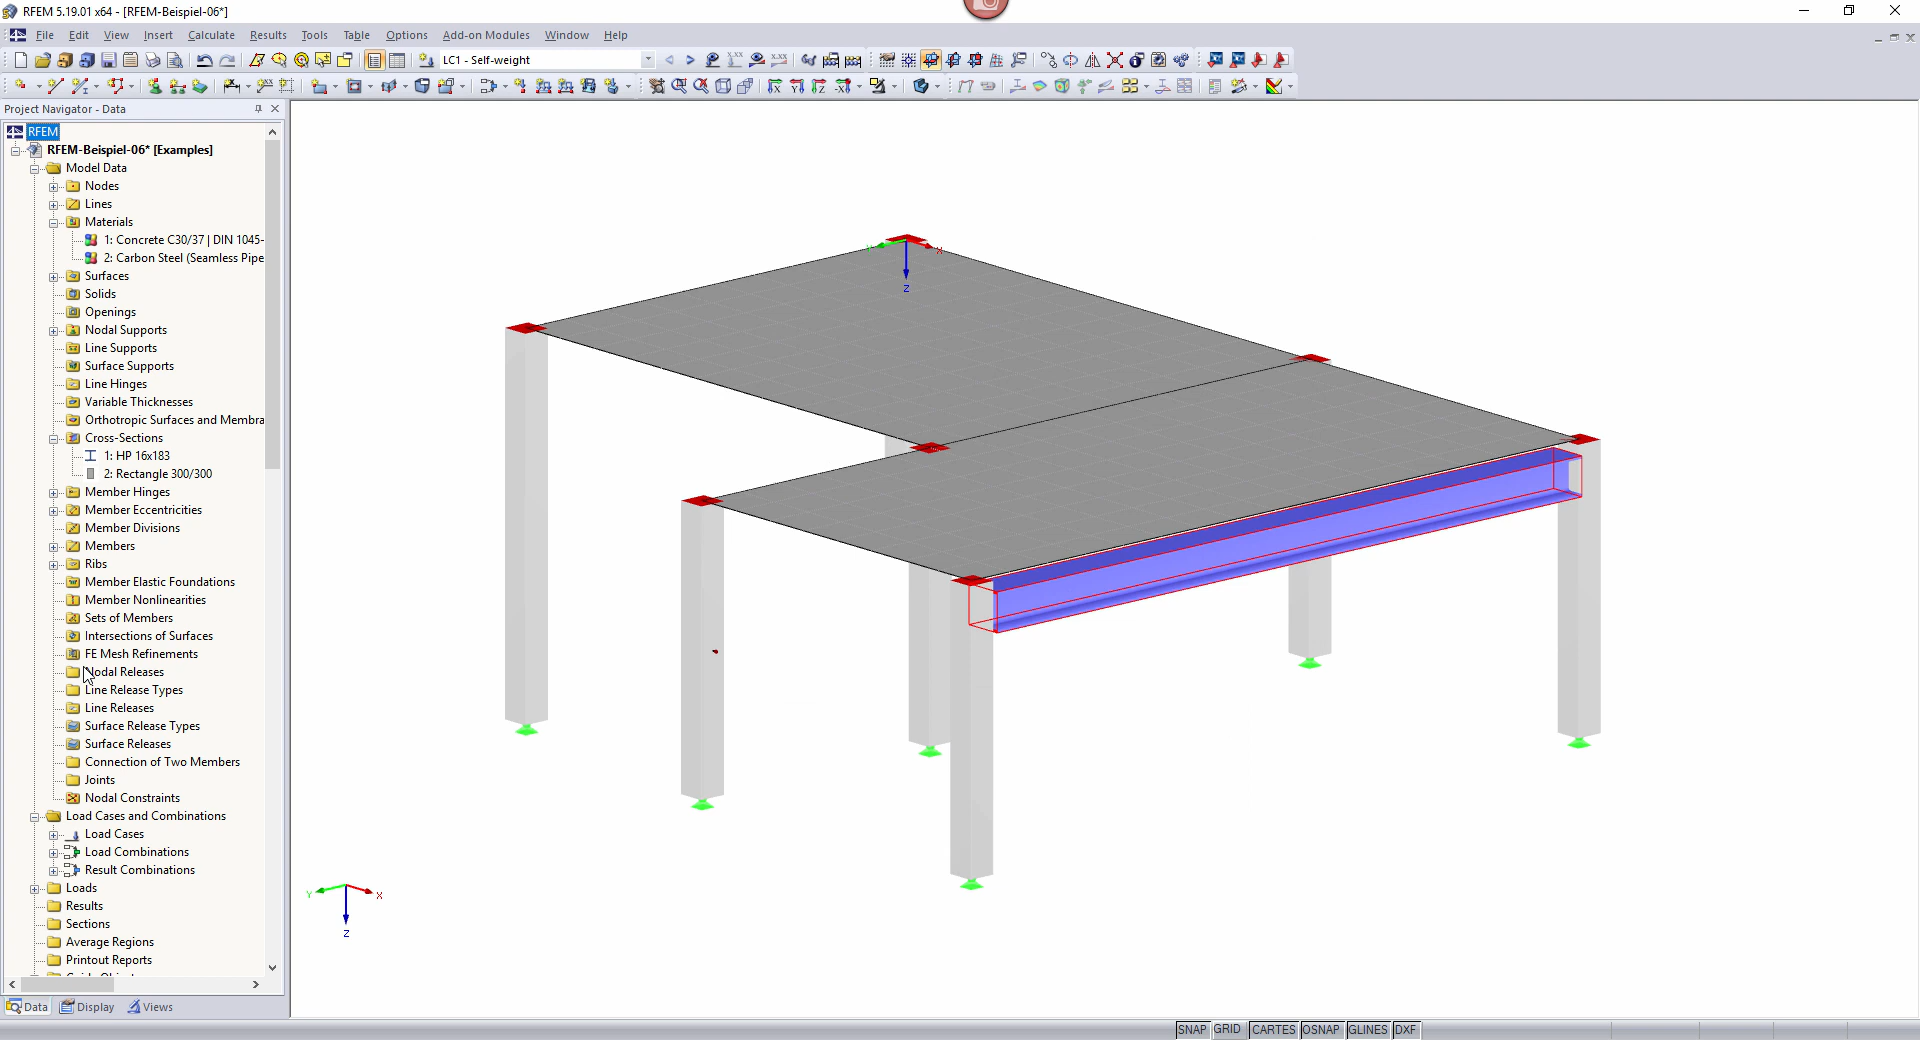 RFEM 5.19.01 x64 - [RFEM-Beispiel-06*]
File Edit View Insert Calculate Results Tools Table Options Add-on Modules Window Help
LC1 - Self-weight
Project Navigator - Data
RFEM
RFEM-Beispiel-06* [Examples]
Model Data
Nodes
Lines
Materials
1: Concrete C30/37 | DIN 1045-
2: Carbon Steel (Seamless Pipe
Surfaces
Solids
Openings
Nodal Supports
Line Supports
Surface Supports
Line Hinges
Variable Thicknesses
Orthotropic Surfaces and Membra
Cross-Sections
1: HP 16x183
2: Rectangle 300/300
Member Hinges
Member Eccentricities
Member Divisions
Members
Ribs
Member Elastic Foundations
Member Nonlinearities
Sets of Members
Intersections of Surfaces
FE Mesh Refinements
Nodal Releases
Line Release Types
Line Releases
Surface Release Types
Surface Releases
Connection of Two Members
Joints
Nodal Constraints
Load Cases and Combinations
Load Cases
Load Combinations
Result Combinations
Loads
Results
Sections
Average Regions
Printout Reports
Data Display Views
X
Z
Y X
Z
SNAP GRID CARTES OSNAP GLINES DXF